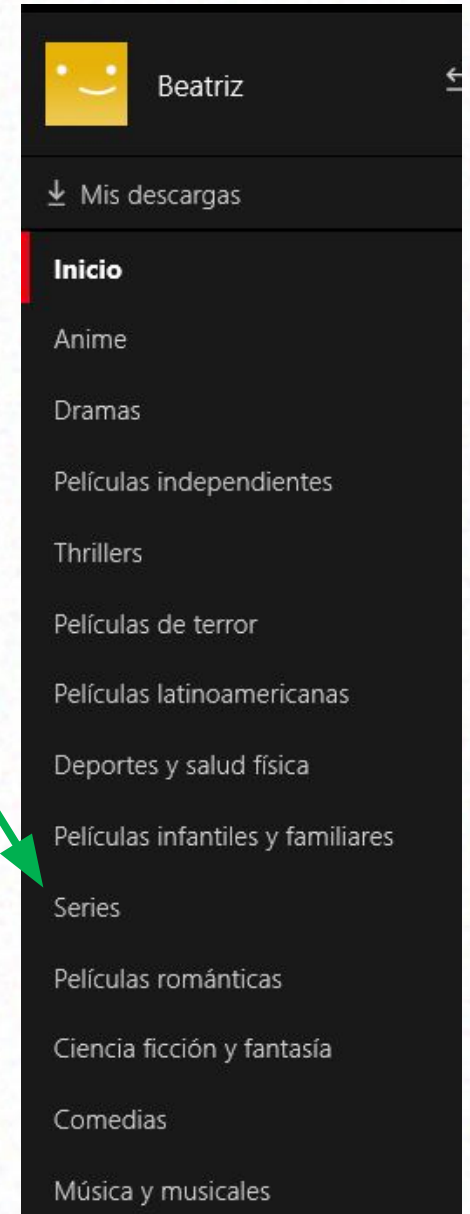 Beatriz
Mis descargas
Inicio
Anime
Dramas
Películas independientes
Thrillers
Películas de terror
Películas latinoamericanas
Deportes y salud física
Películas infantiles y familiares
Series
Películas románticas
Ciencia ficción y fantasía
Comedias
Música y musicales